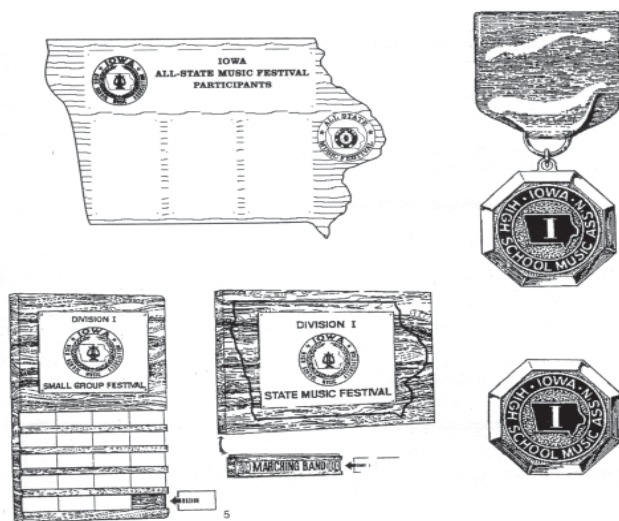 IOWA
ALL-STATE MUSIC FESTIVAL
PARTICIPANTS
IOWA
ALL STATE
MUSIC FESTIVAL
IOWA
HIGH SCHOOL MUSIC ASS'N
I
DIVISION I
IOWA
SMALL GROUP FESTIVAL
DIVISION I
IOWA
STATE MUSIC FESTIVAL
MARCHING BAND
5
IOWA
HIGH SCHOOL MUSIC ASS'N
I